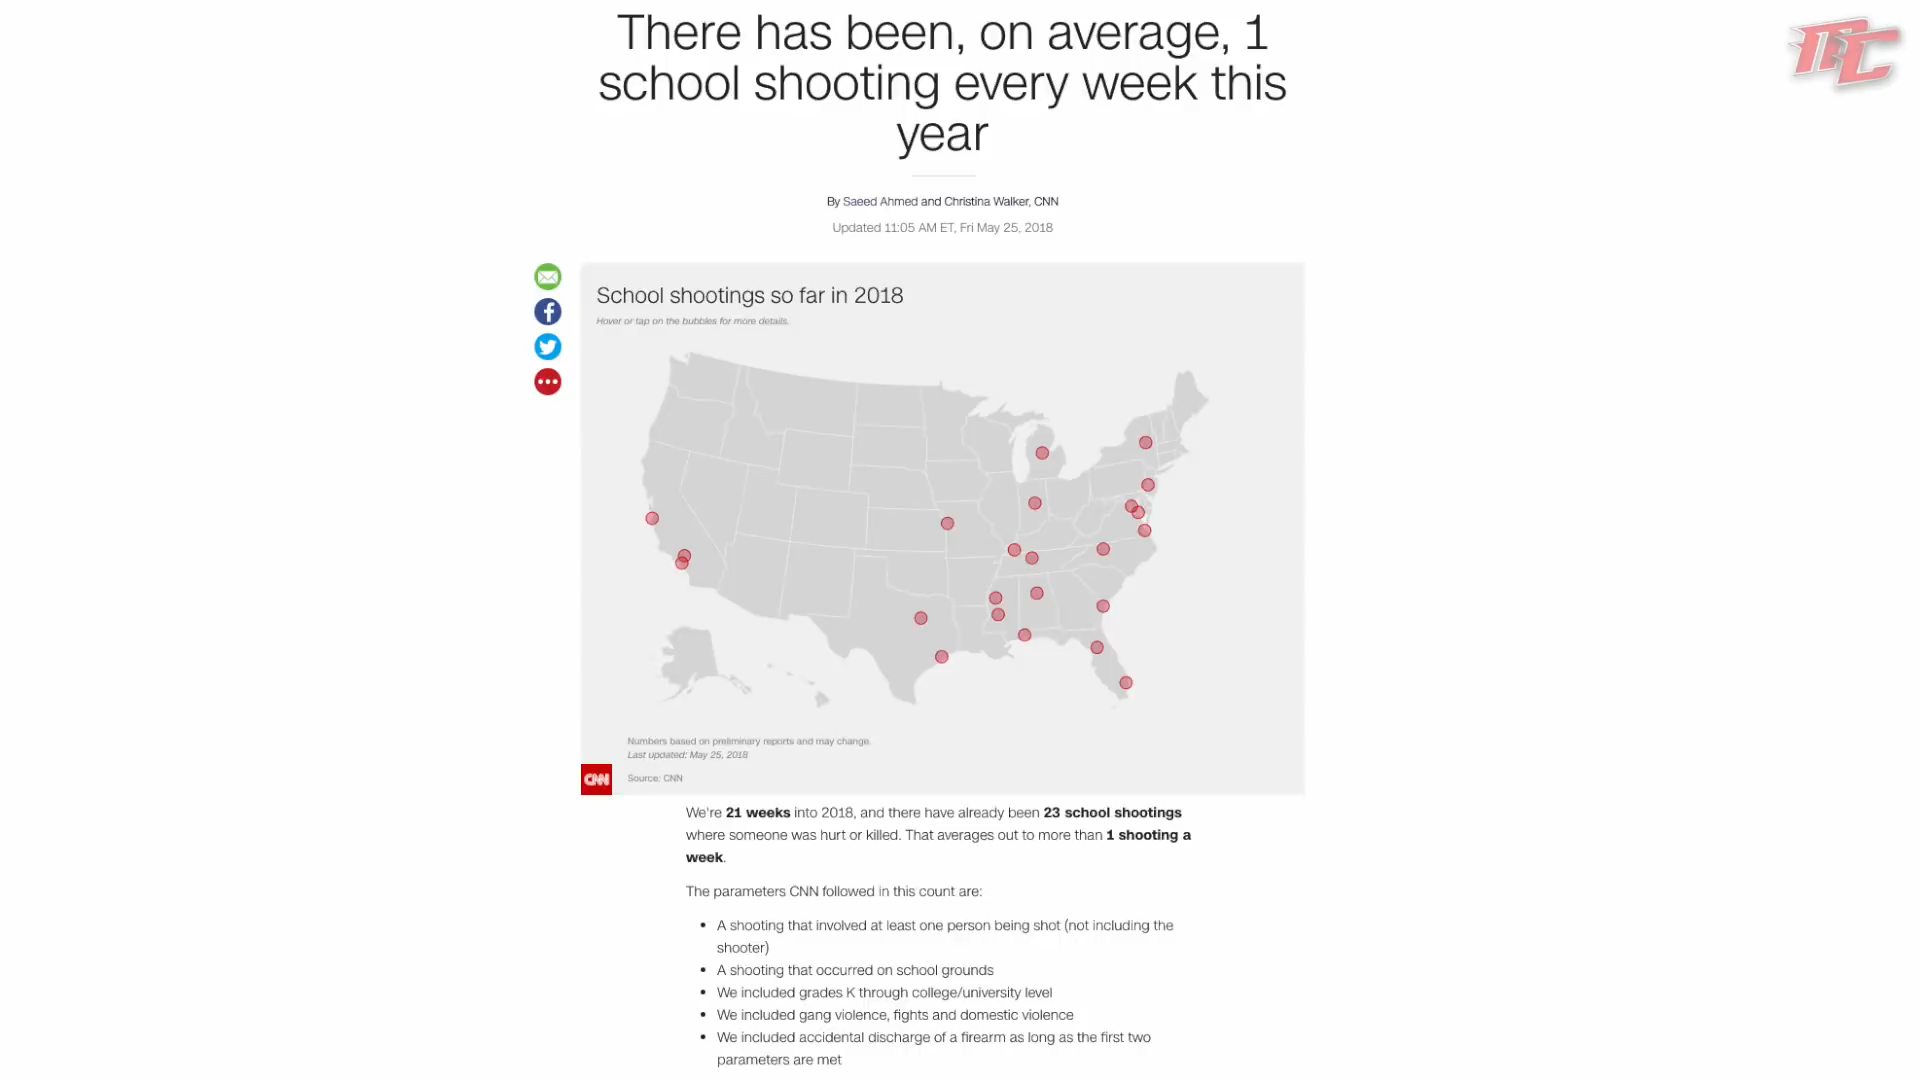 There has been, on average, 1
school shooting every week this
year
By Saeed Ahmed and Christina Walker, CNN
Updated 11:05 AM ET, Fri May 25, 2018
School shootings so far in 2018
Hover or tap on the bubbles for more details.
Numbers based on preliminary reports and may change.
Last updated: May 25, 2018
CNN
Source: CNN
We're 21 weeks into 2018, and there have already been 23 school shootings
where someone was hurt or killed. That averages out to more than 1 shooting a
week.
The parameters CNN followed in this count are:
• A shooting that involved at least one person being shot (not including the
shooter)
• A shooting that occurred on school grounds
• We included grades K through college/university level
• We included gang violence, fights and domestic violence
• We included accidental discharge of a firearm as long as the first two
parameters are met